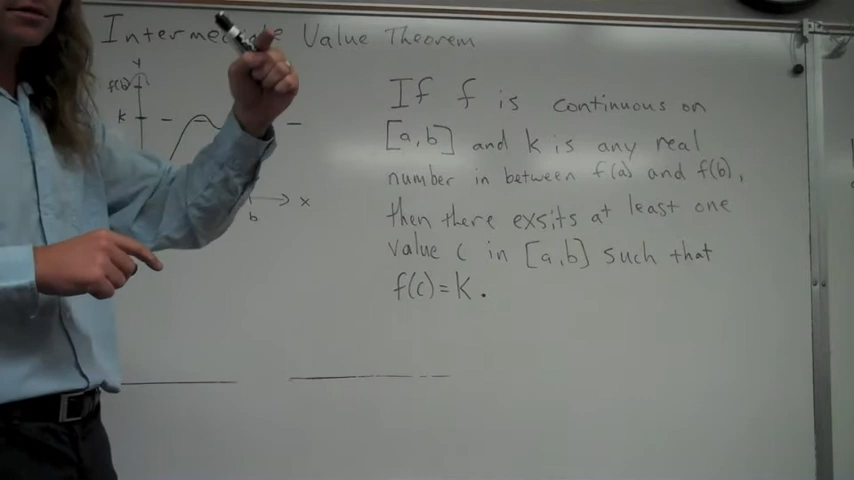 Intermediate Value Theorem
y
f(b)
k
b
x
If f is continuous on
[a,b] and k is any real
number in between f(a) and f(b),
then there exsits at least one
value c in [a,b] such that
f(c)=k.